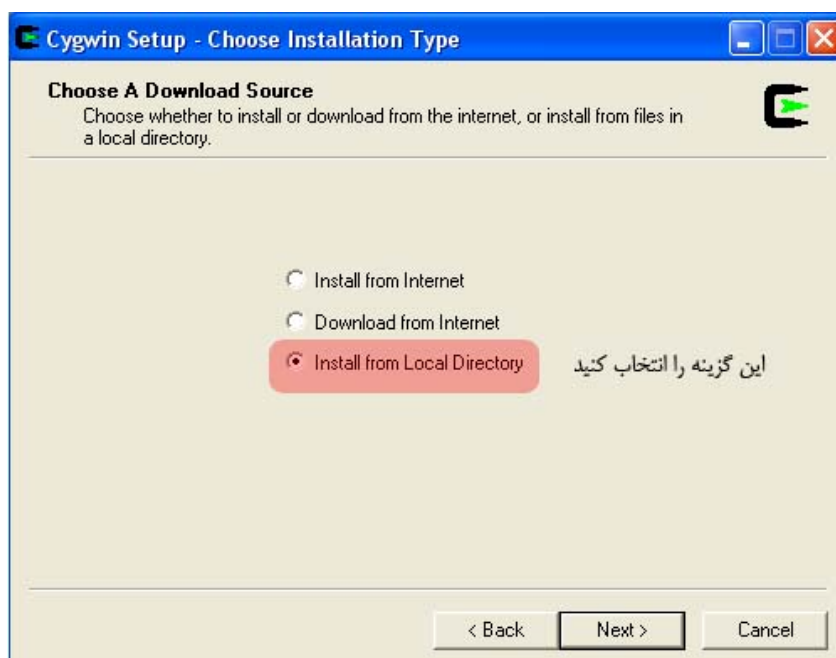 Cygwin Setup - Choose Installation Type
Choose A Download Source
Choose whether to install or download from the internet, or install from files in
a local directory.
Install from Internet
Download from Internet
Install from Local Directory این گزینه را انتخاب کنید
< Back Next > Cancel